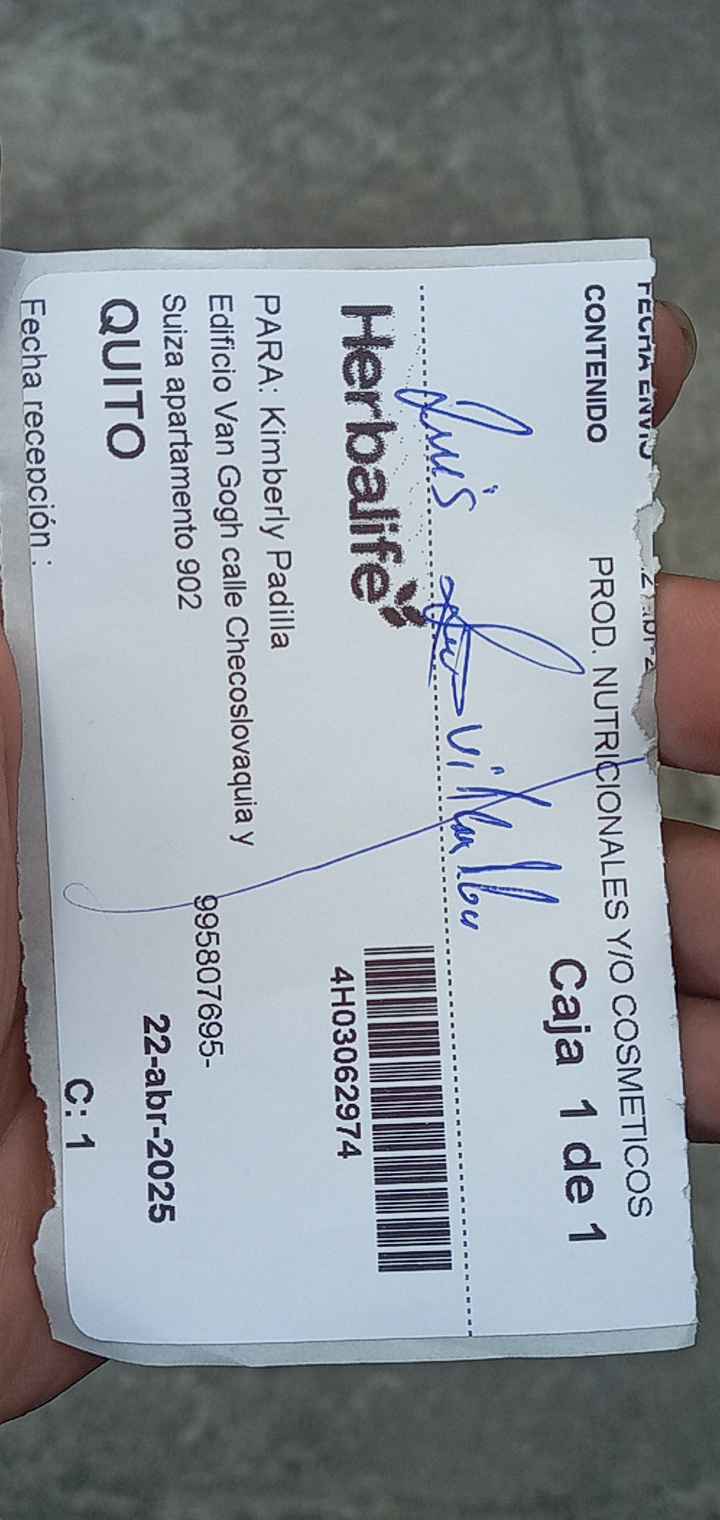 CONTENIDO
PROD. NUTRICIONALES Y/O COSMETICOS
Caja 1 de 1
Luis
Herbalife
4H03062974
PARA: Kimberly Padilla
Edificio Van Gogh calle Checoslovaquia y
Suiza apartamento 902
995807695-
QUITO
22-abr-2025
Fecha recepción :
C: 1